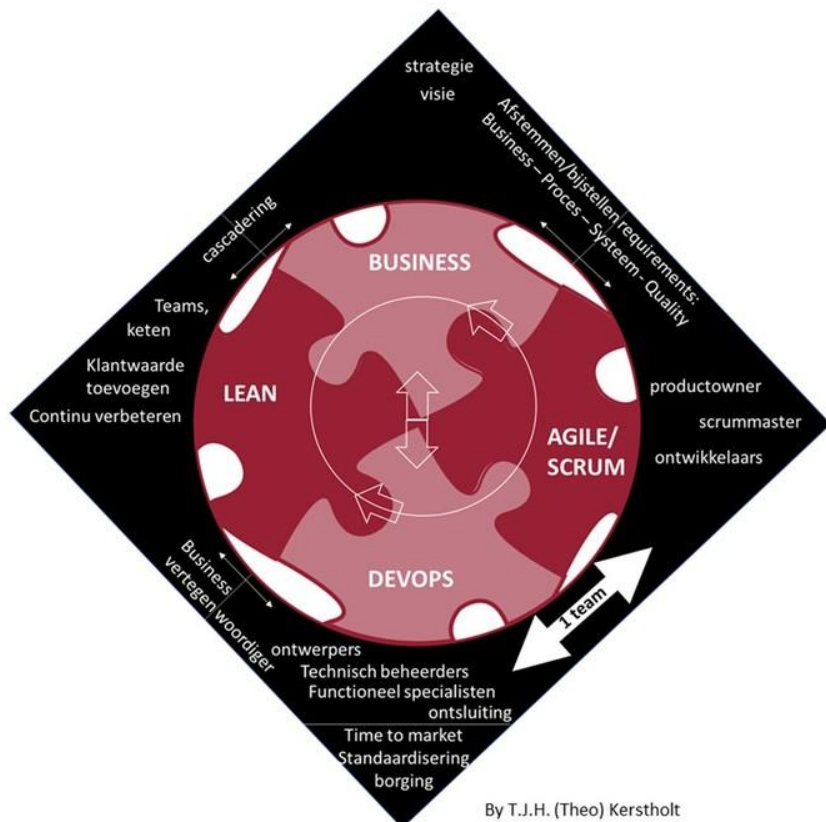 strategie
visie
Afstemmen/bijstellen requirements:
Business – Proces – Systeem - Quality
cascadering
BUSINESS
Teams,
keten
Klantwaarde
toevoegen
Continu verbeteren
LEAN
AGILE/
SCRUM
productowner
scrummaster
ontwikkelaars
DEVOPS
1 team
Business
vertegen woordiger
ontwerpers
Technisch beheerders
Functioneel specialisten
ontsluiting
Time to market
Standaardisering
borging
By T.J.H. (Theo) Kerstholt